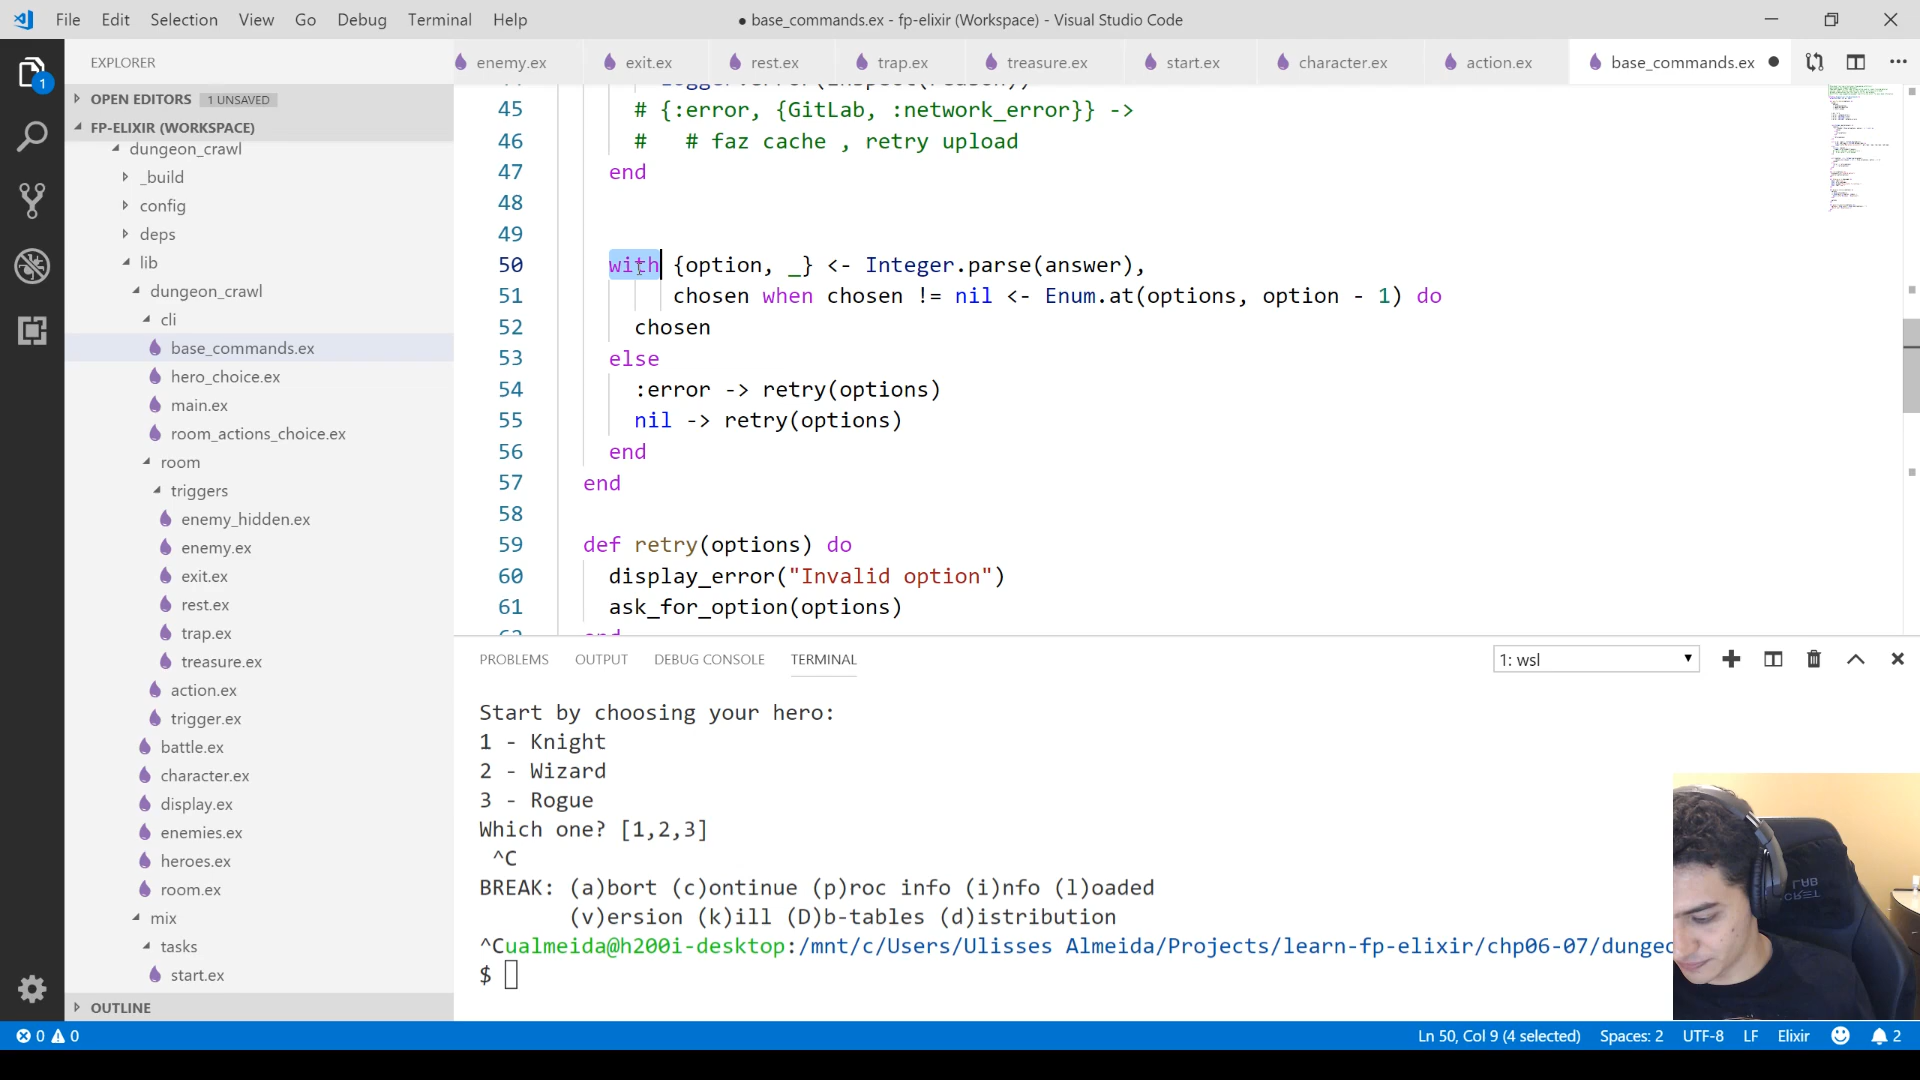 File Edit Selection View Go Debug Terminal Help
● base_commands.ex - fp-elixir (Workspace) - Visual Studio Code
EXPLORER
enemy.ex exit.ex rest.ex trap.ex treasure.ex start.ex character.ex action.ex base_commands.ex
1
OPEN EDITORS 1 UNSAVED
FP-ELIXIR (WORKSPACE)
dungeon_crawl
_build
config
deps
lib
dungeon_crawl
cli
base_commands.ex
hero_choice.ex
main.ex
room_actions_choice.ex
room
triggers
enemy_hidden.ex
enemy.ex
exit.ex
rest.ex
trap.ex
treasure.ex
action.ex
trigger.ex
battle.ex
character.ex
display.ex
enemies.ex
heroes.ex
room.ex
mix
tasks
start.ex
OUTLINE
45 # {:error, {GitLab, :network_error}} ->
46 # # faz cache , retry upload
47 end
48
49
50 with {option, _} <- Integer.parse(answer),
51 chosen when chosen != nil <- Enum.at(options, option - 1) do
52 chosen
53 else
54 :error -> retry(options)
55 nil -> retry(options)
56 end
57 end
58
59 def retry(options) do
60 display_error("Invalid option")
61 ask_for_option(options)
PROBLEMS OUTPUT DEBUG CONSOLE TERMINAL
1: wsl
Start by choosing your hero:
1 - Knight
2 - Wizard
3 - Rogue
Which one? [1,2,3]
^C
BREAK: (a)bort (c)ontinue (p)roc info (i)nfo (l)oaded
(v)ersion (k)ill (D)b-tables (d)istribution
^Cualmeida@h200i-desktop:/mnt/c/Users/Ulisses Almeida/Projects/learn-fp-elixir/chp06-07/dungeo
$
0 0
Ln 50, Col 9 (4 selected) Spaces: 2 UTF-8 LF Elixir 2